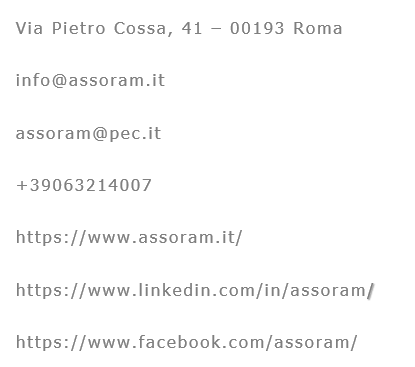 Via Pietro Cossa, 41 – 00193 Roma
info@assoram.it
assoram@pec.it
+39063214007
https://www.assoram.it/
https://www.linkedin.com/in/assoram/
https://www.facebook.com/assoram/